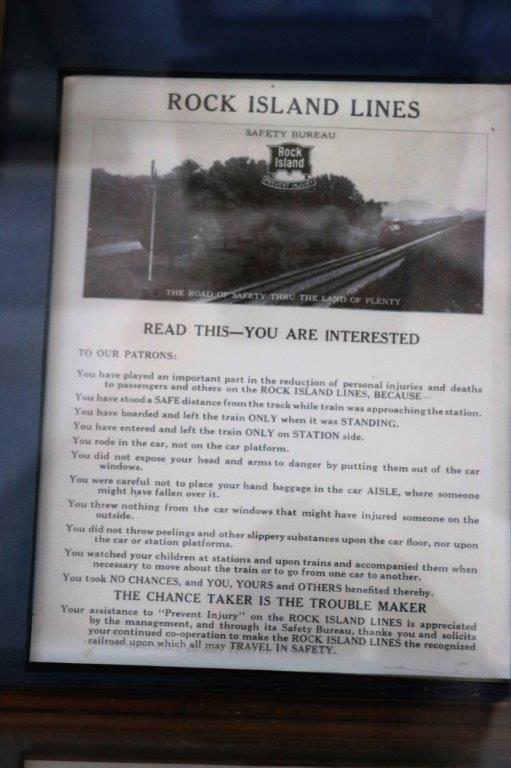 ROCK ISLAND LINES
SAFETY BUREAU
Rock
Island
PREVENT INJURY
THE ROAD OF SAFETY THRU THE LAND OF PLENTY
READ THIS—YOU ARE INTERESTED
TO OUR PATRONS:
You have played an important part in the reduction of personal injuries and deaths
to passengers and others on the ROCK ISLAND LINES, BECAUSE—
You have stood a SAFE distance from the track while train was approaching the station.
You have boarded and left the train ONLY when it was STANDING.
You have entered and left the train ONLY on STATION side.
You rode in the car, not on the car platform.
You did not expose your head and arms to danger by putting them out of the car
windows.
You were careful not to place your hand baggage in the car AISLE, where someone
might have fallen over it.
You threw nothing from the car windows that might have injured someone on the
outside.
You did not throw peelings and other slippery substances upon the car floor, nor upon
the car or station platforms.
You watched your children at stations and upon trains and accompanied them when
necessary to move about the train or to go from one car to another.
You took NO CHANCES, and YOU, YOURS and OTHERS benefited thereby.
THE CHANCE TAKER IS THE TROUBLE MAKER
Your assistance to "Prevent Injury" on the ROCK ISLAND LINES is appreciated
by the management, and through its Safety Bureau, thanks you and solicits
your continued co-operation to make the ROCK ISLAND LINES the recognized
railroad upon which all may TRAVEL IN SAFETY.